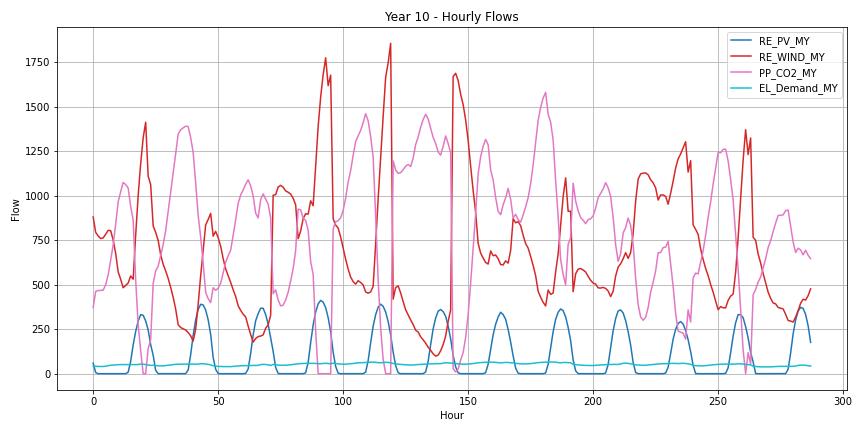 Year 10 - Hourly Flows
RE_PV_MY
RE_WIND_MY
PP_CO2_MY
EL_Demand_MY
Flow
1750
1500
1250
1000
750
500
250
0
0 50 100 150 200 250 300
Hour